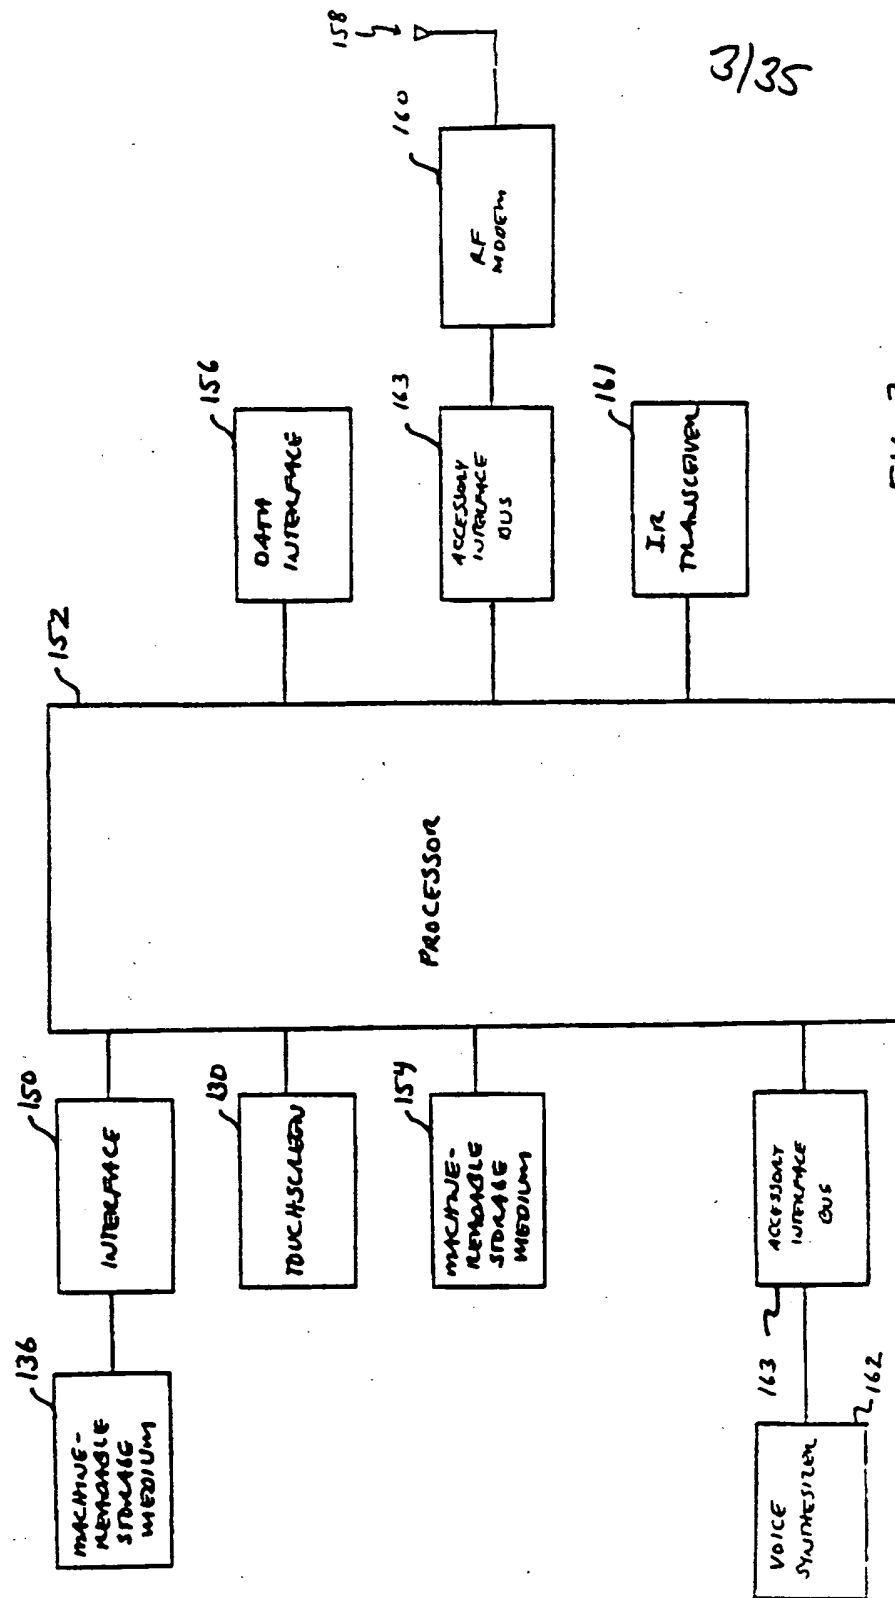 3/35
136
MACHINE-
READABLE
STORAGE
MEDIUM
150
INTERFACE
130
TOUCHSCREEN
154
MACHINE-
READABLE
STORAGE
MEDIUM
163
ACCESSORY
INTERFACE
BUS
162
VOICE
SYNTHESIZER
152
PROCESSOR
156
DATA
INTERFACE
163
ACCESSORY
INTERFACE
BUS
160
RF
MODEM
158
161
IR
TRANSCEIVER